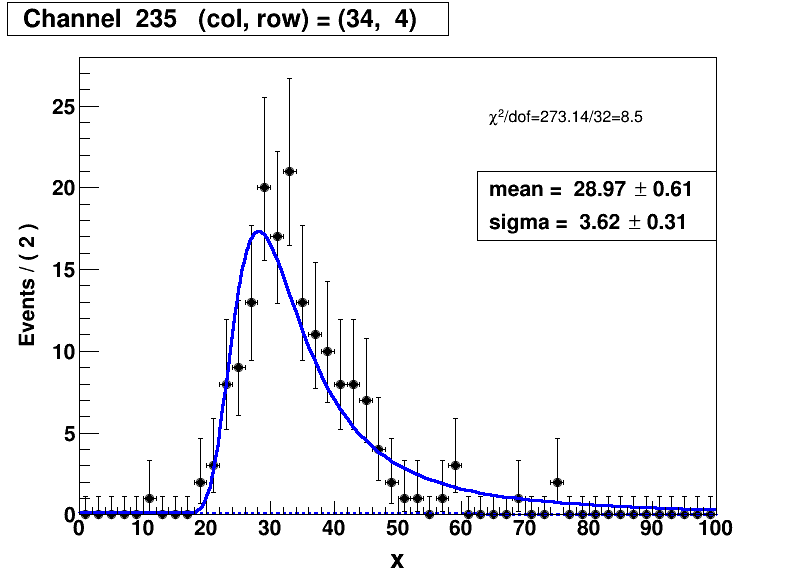 Channel 235 (col, row) = (34, 4)
χ²/dof=273.14/32=8.5
mean = 28.97 ± 0.61
sigma = 3.62 ± 0.31
Events / ( 2 )
25
20
15
10
5
0
0 10 20 30 40 50 60 70 80 90 100
x